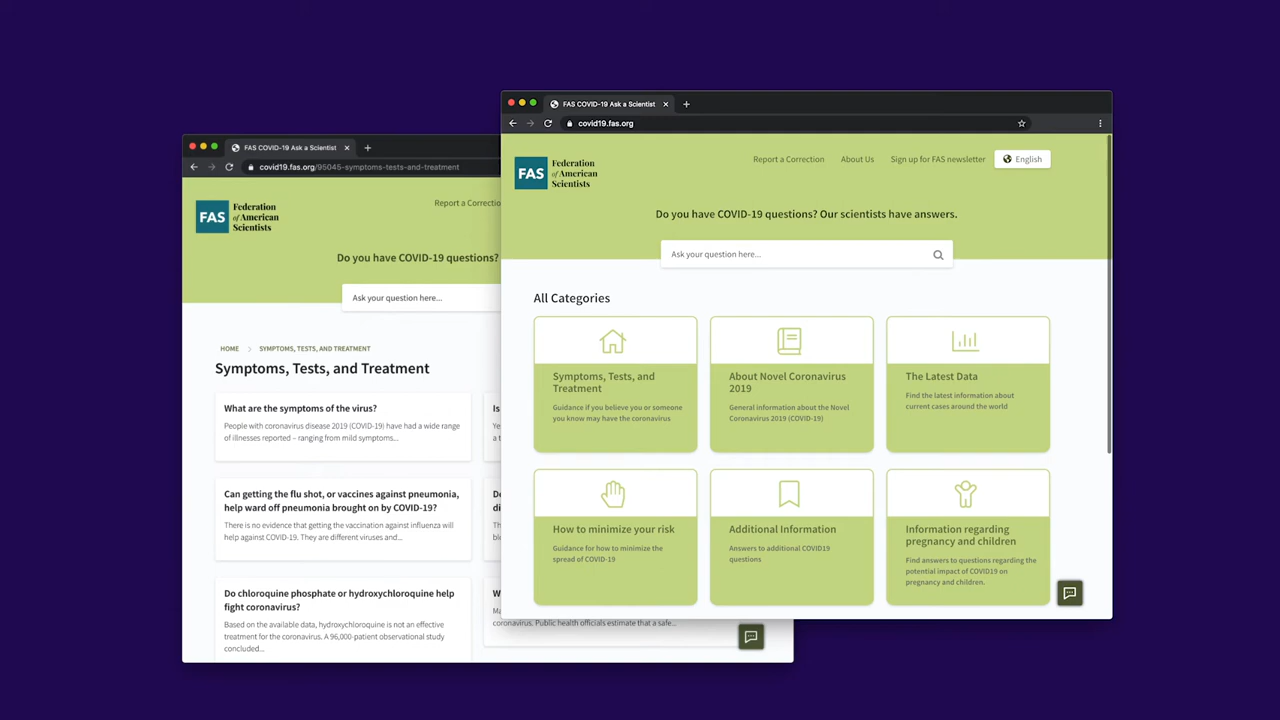 FAS COVID-19 Ask a Scientist
covid19.fas.org
FAS
Federation
of American
Scientists
Report a Correction
About Us
Sign up for FAS newsletter
English
Do you have COVID-19 questions? Our scientists have answers.
Ask your question here...
All Categories
Symptoms, Tests, and
Treatment
Guidance if you believe you or someone
you know may have the coronavirus
About Novel Coronavirus
2019
General information about the Novel
Coronavirus 2019 (COVID-19)
The Latest Data
Find the latest information about
current cases around the world
How to minimize your risk
Guidance for how to minimize the
spread of COVID-19
Additional Information
Answers to additional COVID19
questions
Information regarding
pregnancy and children
Find answers to questions regarding the
potential impact of COVID19 on
pregnancy and children.
FAS COVID-19 Ask a Scientist
covid19.fas.org/95045-symptoms-tests-and-treatment
FAS
Federation
of American
Scientists
Report a Correctio
Do you have COVID-19 questions?
Ask your question here...
HOME
SYMPTOMS, TESTS, AND TREATMENT
Symptoms, Tests, and Treatment
What are the symptoms of the virus?
People with coronavirus disease 2019 (COVID-19) have had a wide range
of illnesses reported – ranging from mild symptoms...
Can getting the flu shot, or vaccines against pneumonia,
help ward off pneumonia brought on by COVID-19?
There is no evidence that getting the vaccination against influenza will
help against COVID-19. They are different viruses and...
Do chloroquine phosphate or hydroxychloroquine help
fight coronavirus?
Based on the available data, hydroxychloroquine is not an effective
treatment for the coronavirus. A 96,000-patient observational study
concluded...
Is
Ye
a t
Do
di
Th
ble
W
Ma
coronavirus. Public health officials estimate that a safe...